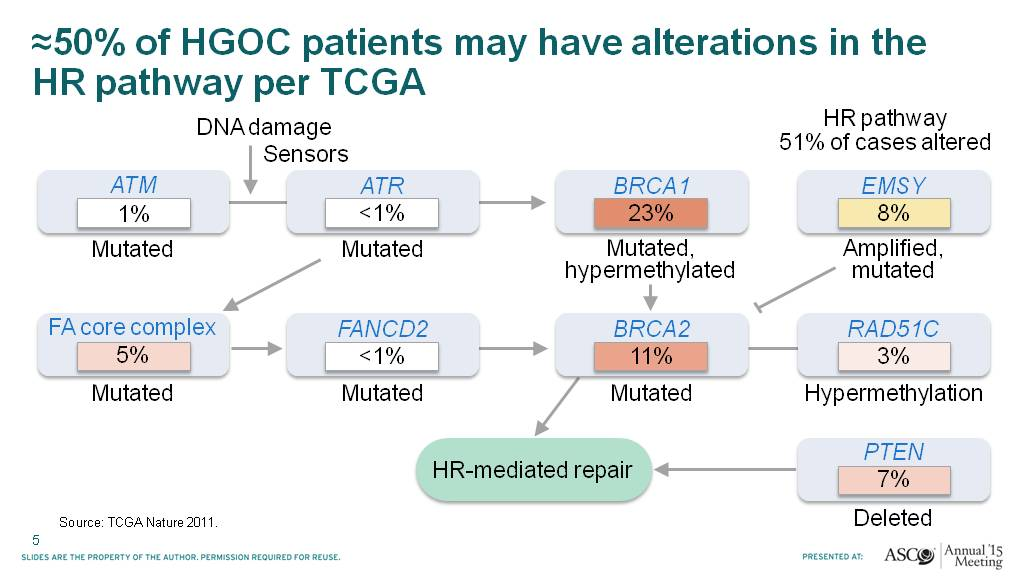 ≈50% of HGOC patients may have alterations in the
HR pathway per TCGA
DNA damage
Sensors
HR pathway
51% of cases altered
ATM
1%
Mutated
ATR
<1%
Mutated
BRCA1
23%
Mutated,
hypermethylated
EMSY
8%
Amplified,
mutated
FA core complex
5%
Mutated
FANCD2
<1%
Mutated
BRCA2
11%
Mutated
RAD51C
3%
Hypermethylation
HR-mediated repair
PTEN
7%
Deleted
Source: TCGA Nature 2011.
5
SLIDES ARE THE PROPERTY OF THE AUTHOR. PERMISSION REQUIRED FOR REUSE.
PRESENTED AT:
ASCO
Annual '15
Meeting